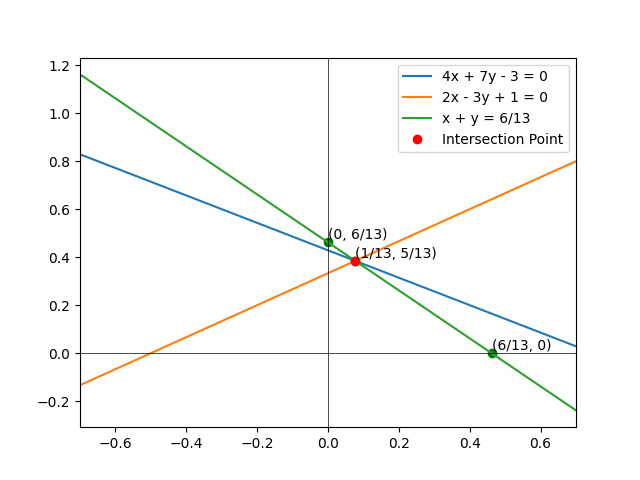 4x + 7y - 3 = 0
2x - 3y + 1 = 0
x + y = 6/13
Intersection Point
(0, 6/13)
(1/13, 5/13)
(6/13, 0)
1.2
1.0
0.8
0.6
0.4
0.2
0.0
−0.2
−0.6 −0.4 −0.2 0.0 0.2 0.4 0.6